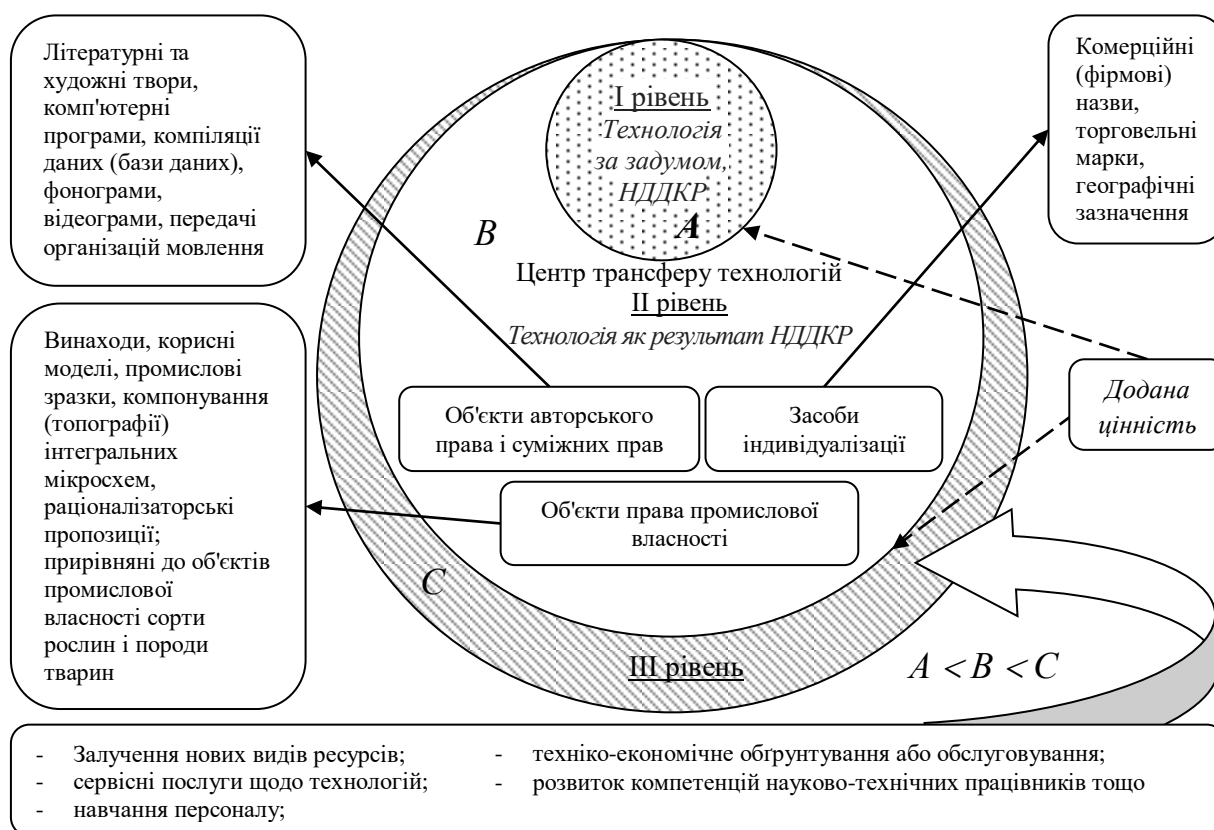 Літературні та
художні твори,
комп'ютерні
програми, компіляції
даних (бази даних),
фонограми,
відеограми, передачі
організацій мовлення
І рівень
Технологія
за задумом,
НДДКР
A
Комерційні
(фірмові)
назви,
торговельні
марки,
географічні
зазначення
B
Центр трансферу технологій
ІІ рівень
Технологія як результат НДДКР
Винаходи, корисні
моделі, промислові
зразки, компонування
(топографії)
інтегральних
мікросхем,
раціоналізаторські
пропозиції;
прирівняні до об'єктів
промислової
власності сорти
рослин і породи
тварин
Об'єкти авторського
права і суміжних прав
Засоби
індивідуалізації
Додана
цінність
Об'єкти права промислової
власності
C
ІІІ рівень
A < B < C
- Залучення нових видів ресурсів;
- сервісні послуги щодо технологій;
- навчання персоналу;
- техніко-економічне обґрунтування або обслуговування;
- розвиток компетенцій науково-технічних працівників тощо